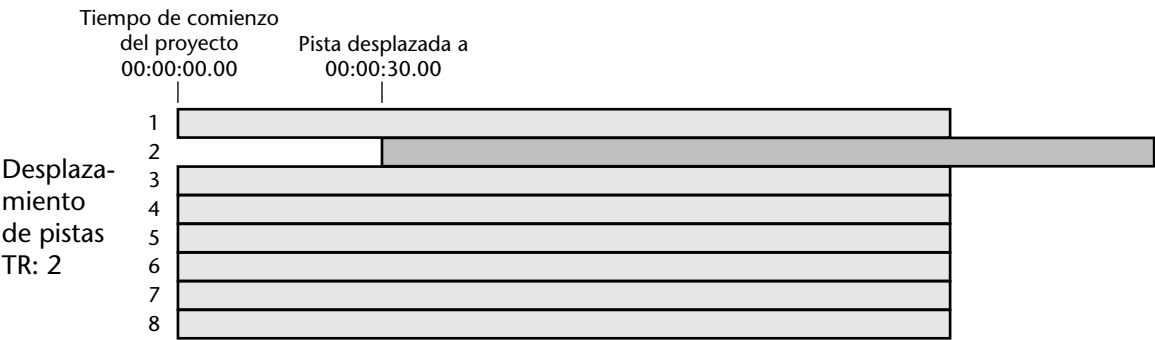 Tiempo de comienzo
del proyecto
00:00:00.00
Pista desplazada a
00:00:30.00
1
2
3
4
5
6
7
8
Desplaza-
miento
de pistas
TR: 2